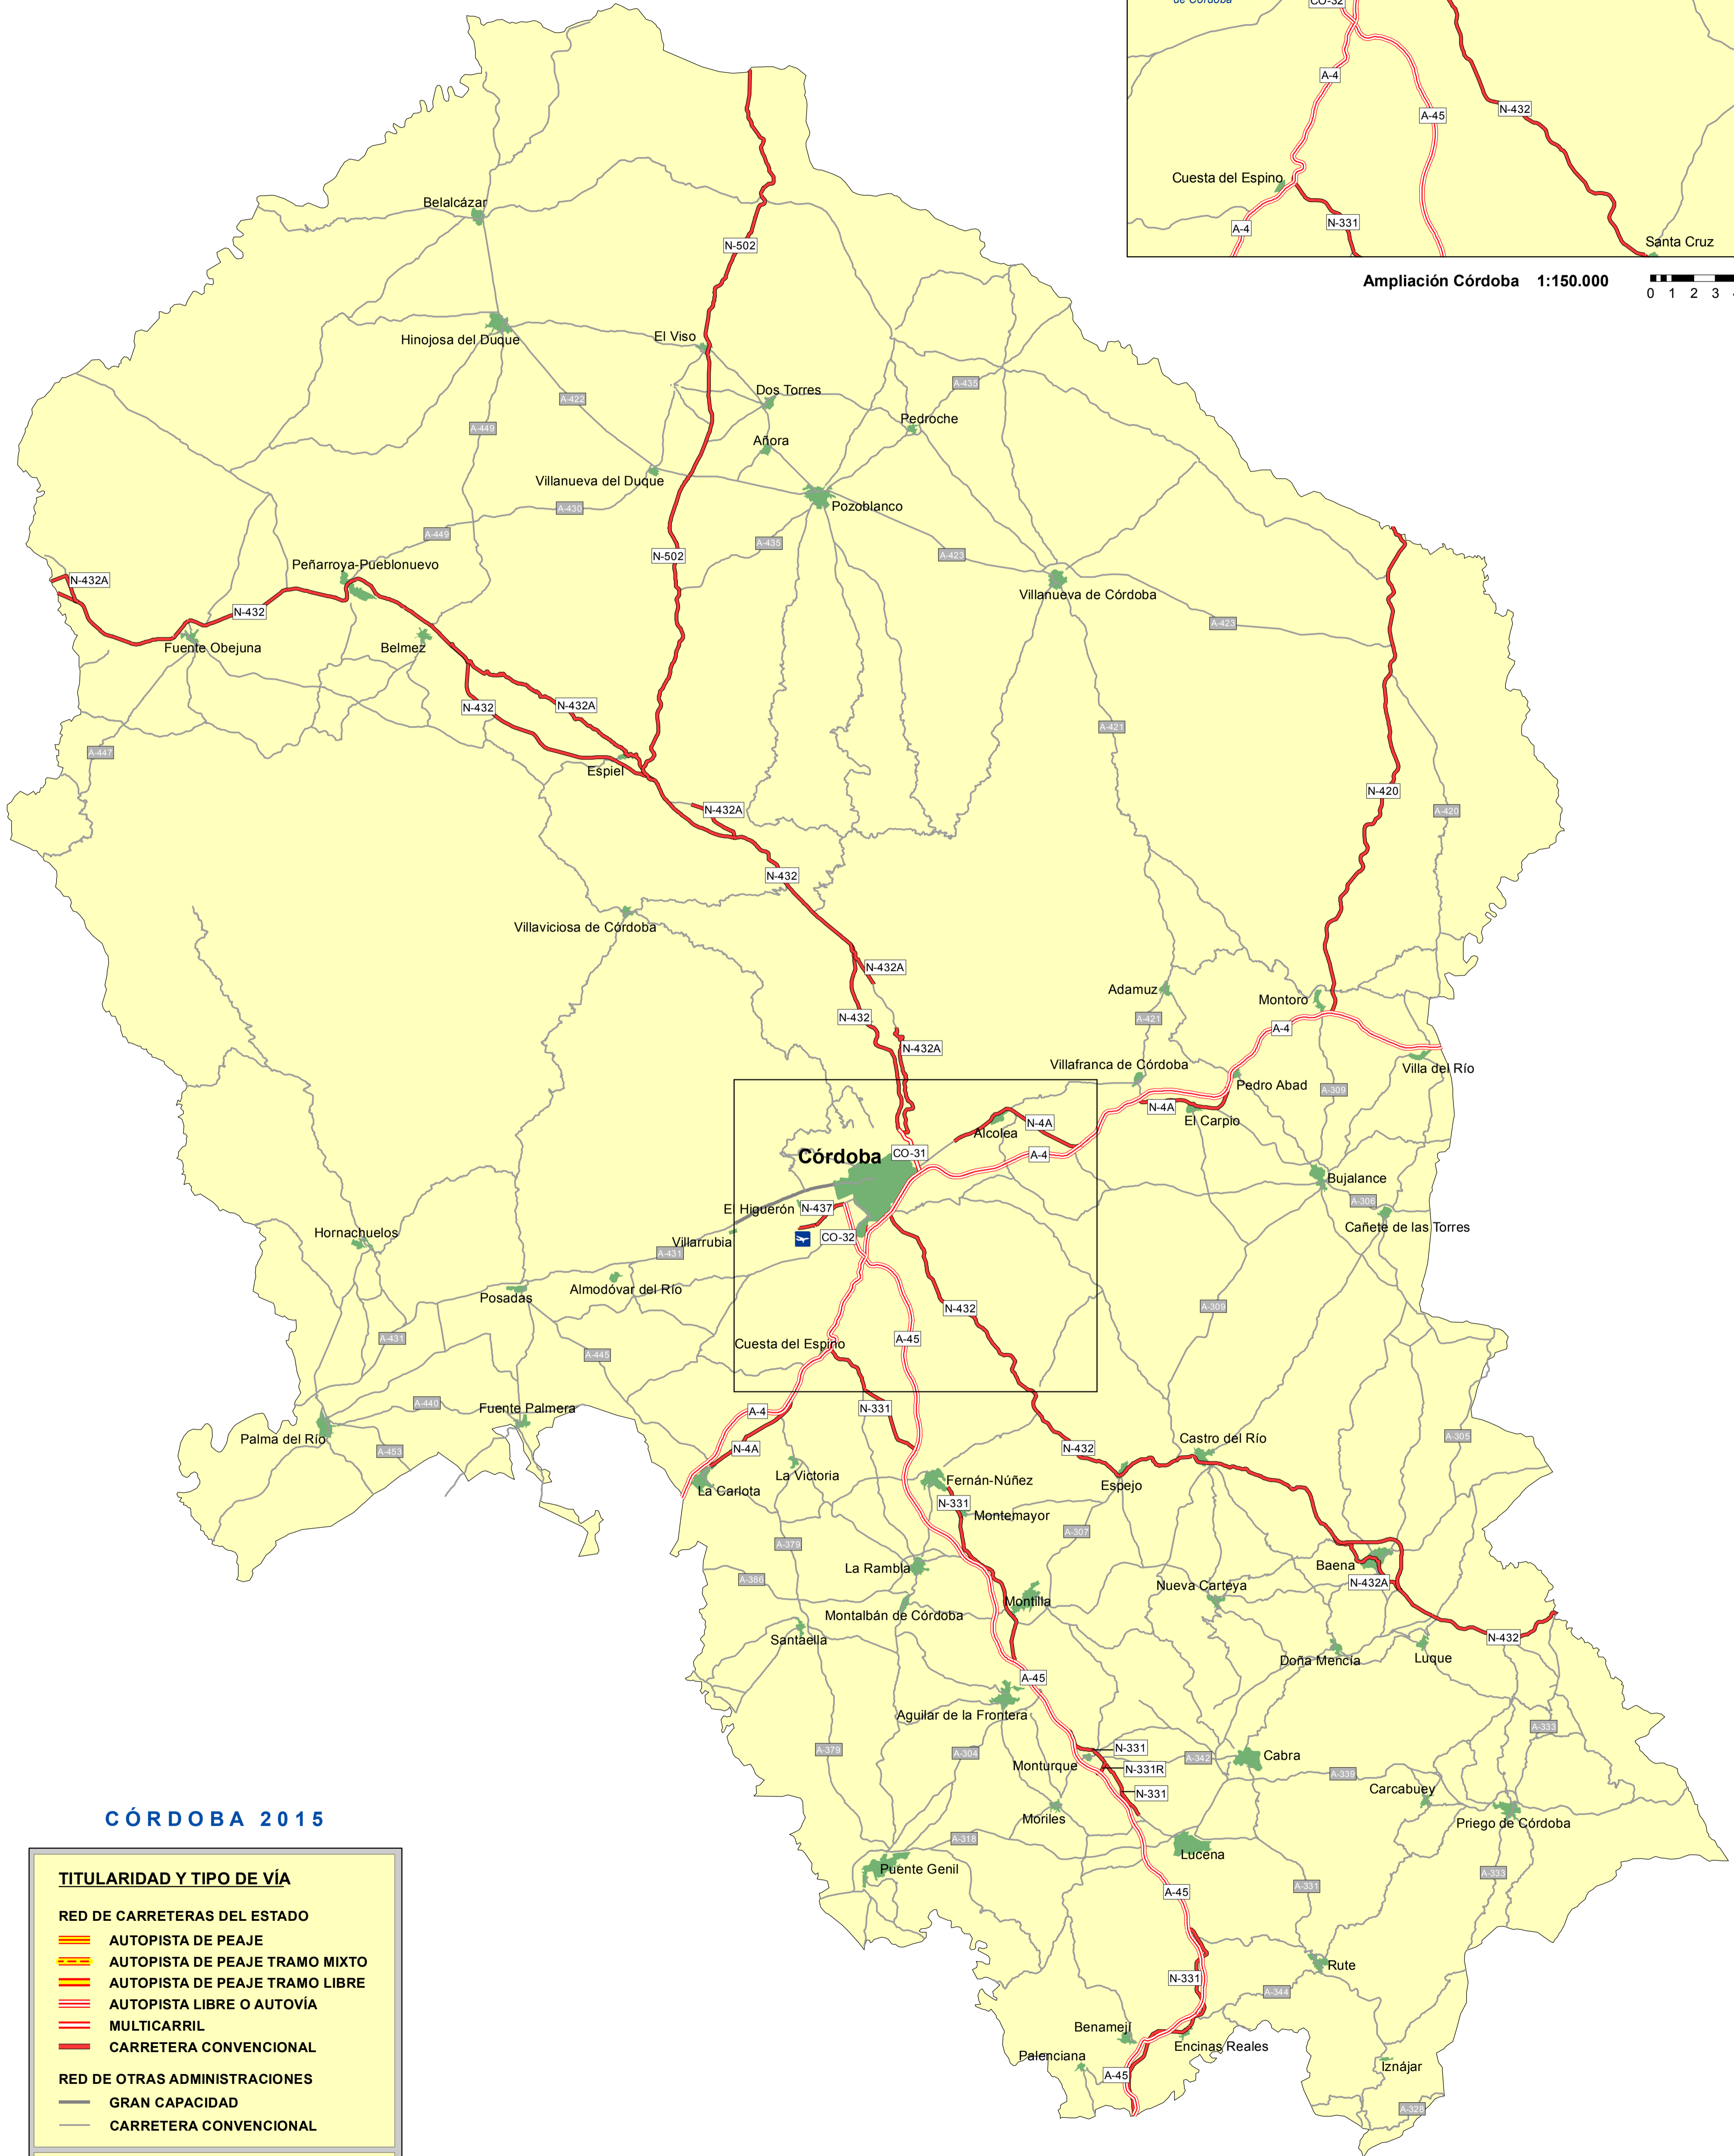 de Córdoba
CO-32
A-4
A-45
N-432
Cuesta del Espino
A-4
N-331
Santa Cruz
Ampliación Córdoba 1:150.000
0 1 2 3
Belalcázar
N-502
Hinojosa del Duque
El Viso
Dos Torres
A-435
A-422
Pedroche
A-449
Añora
Villanueva del Duque
Pozoblanco
A-430
A-449
A-435
N-502
A-423
Peñarroya-Pueblonuevo
N-432A
Villanueva de Córdoba
N-432
A-423
Fuente Obejuna
Belmez
N-432
N-432A
A-421
A-447
Espiel
N-420
N-432A
A-420
N-432
Villaviciosa de Córdoba
N-432A
Adamuz
Montoro
N-432
A-421
A-4
N-432A
Villafranca de Córdoba
Villa del Río
Pedro Abad
A-309
N-4A
El Carpio
N-4A
Alcolea
CO-31
A-4
Córdoba
Bujalance
A-306
El Higuerón
N-437
Cañete de las Torres
Hornachuelos
CO-32
Villarrubia
A-431
Almodóvar del Río
Posadas
N-432
A-309
A-431
A-45
Cuesta del Espino
A-445
A-440
Fuente Palmera
A-4
N-331
Palma del Río
A-453
N-4A
N-432
Castro del Río
A-305
La Victoria
La Carlota
Fernán-Núñez
Espejo
N-331
Montemayor
A-307
A-379
La Rambla
Baena
A-386
N-432A
Nueva Carteya
Montilla
Montalbán de Córdoba
Santaella
N-432
Doña Mencía
Luque
A-45
Aguilar de la Frontera
A-333
A-379
A-304
N-331
A-342
Cabra
Monturque
N-331R
A-339
N-331
Carcabuey
Moriles
Priego de Córdoba
A-318
Lucena
Puente Genil
A-333
A-331
A-45
Rute
N-331
A-344
Benamejí
Encinas Reales
Palenciana
Iznájar
A-45
A-328
CÓRDOBA 2015
TITULARIDAD Y TIPO DE VÍA
RED DE CARRETERAS DEL ESTADO
AUTOPISTA DE PEAJE
AUTOPISTA DE PEAJE TRAMO MIXTO
AUTOPISTA DE PEAJE TRAMO LIBRE
AUTOPISTA LIBRE O AUTOVÍA
MULTICARRIL
CARRETERA CONVENCIONAL
RED DE OTRAS ADMINISTRACIONES
GRAN CAPACIDAD
CARRETERA CONVENCIONAL